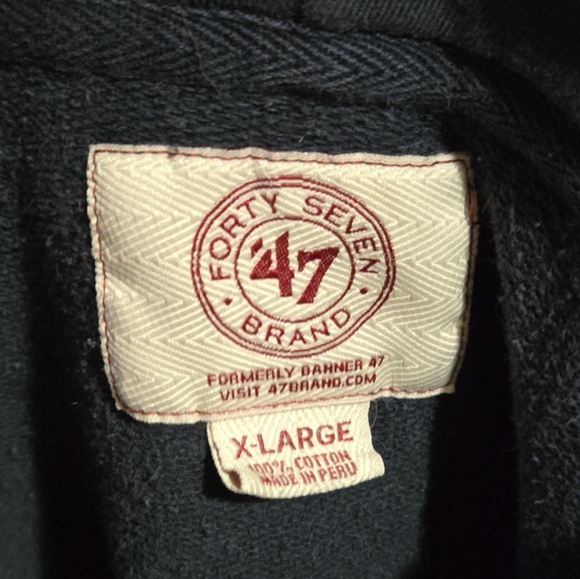 FORTY SEVEN
'47
BRAND
FORMERLY BANNER 47
VISIT 47BRAND.COM
X-LARGE
100% COTTON
MADE IN PERU